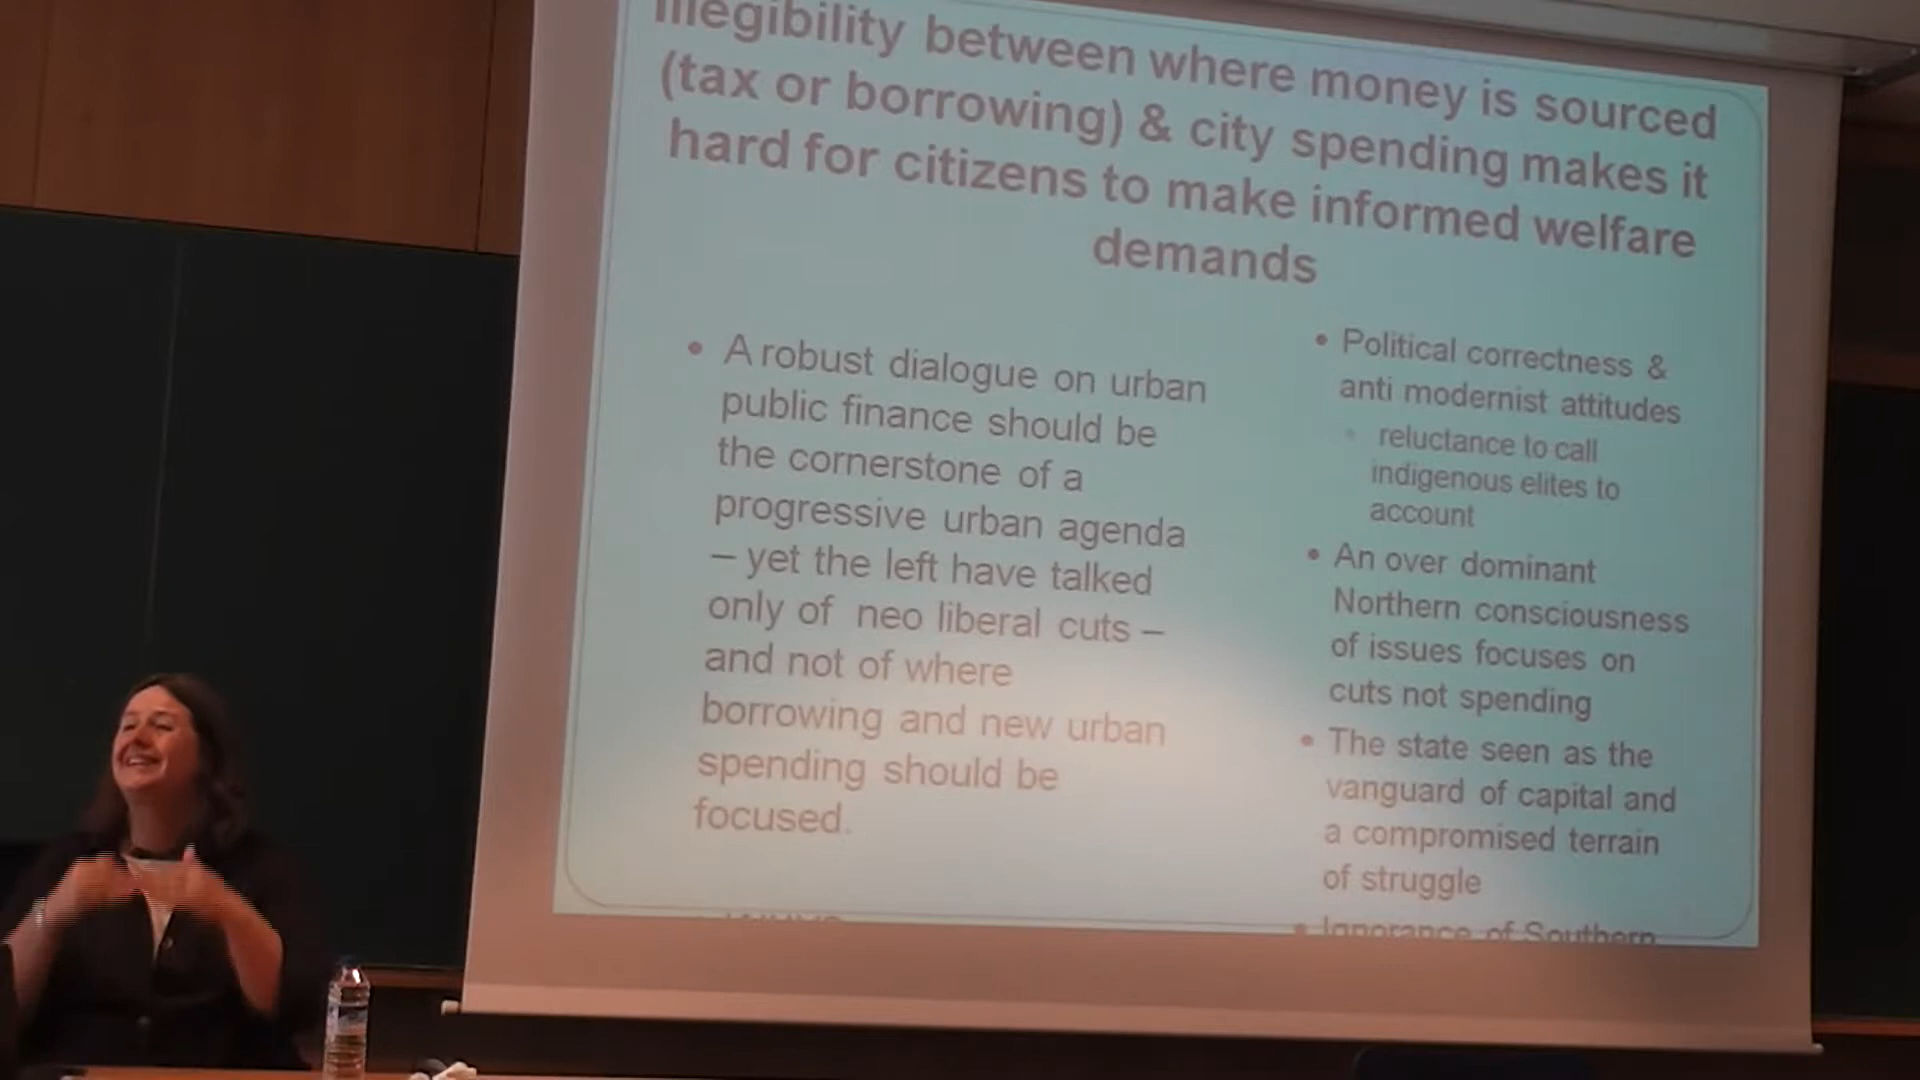 Illegibility between where money is sourced
(tax or borrowing) & city spending makes it
hard for citizens to make informed welfare
demands
• A robust dialogue on urban
public finance should be
the cornerstone of a
progressive urban agenda
– yet the left have talked
only of neo liberal cuts –
and not of where
borrowing and new urban
spending should be
focused.
• Political correctness &
anti modernist attitudes
• reluctance to call
indigenous elites to
account
• An over dominant
Northern consciousness
of issues focuses on
cuts not spending
• The state seen as the
vanguard of capital and
a compromised terrain
of struggle
• Ignorance of Southern